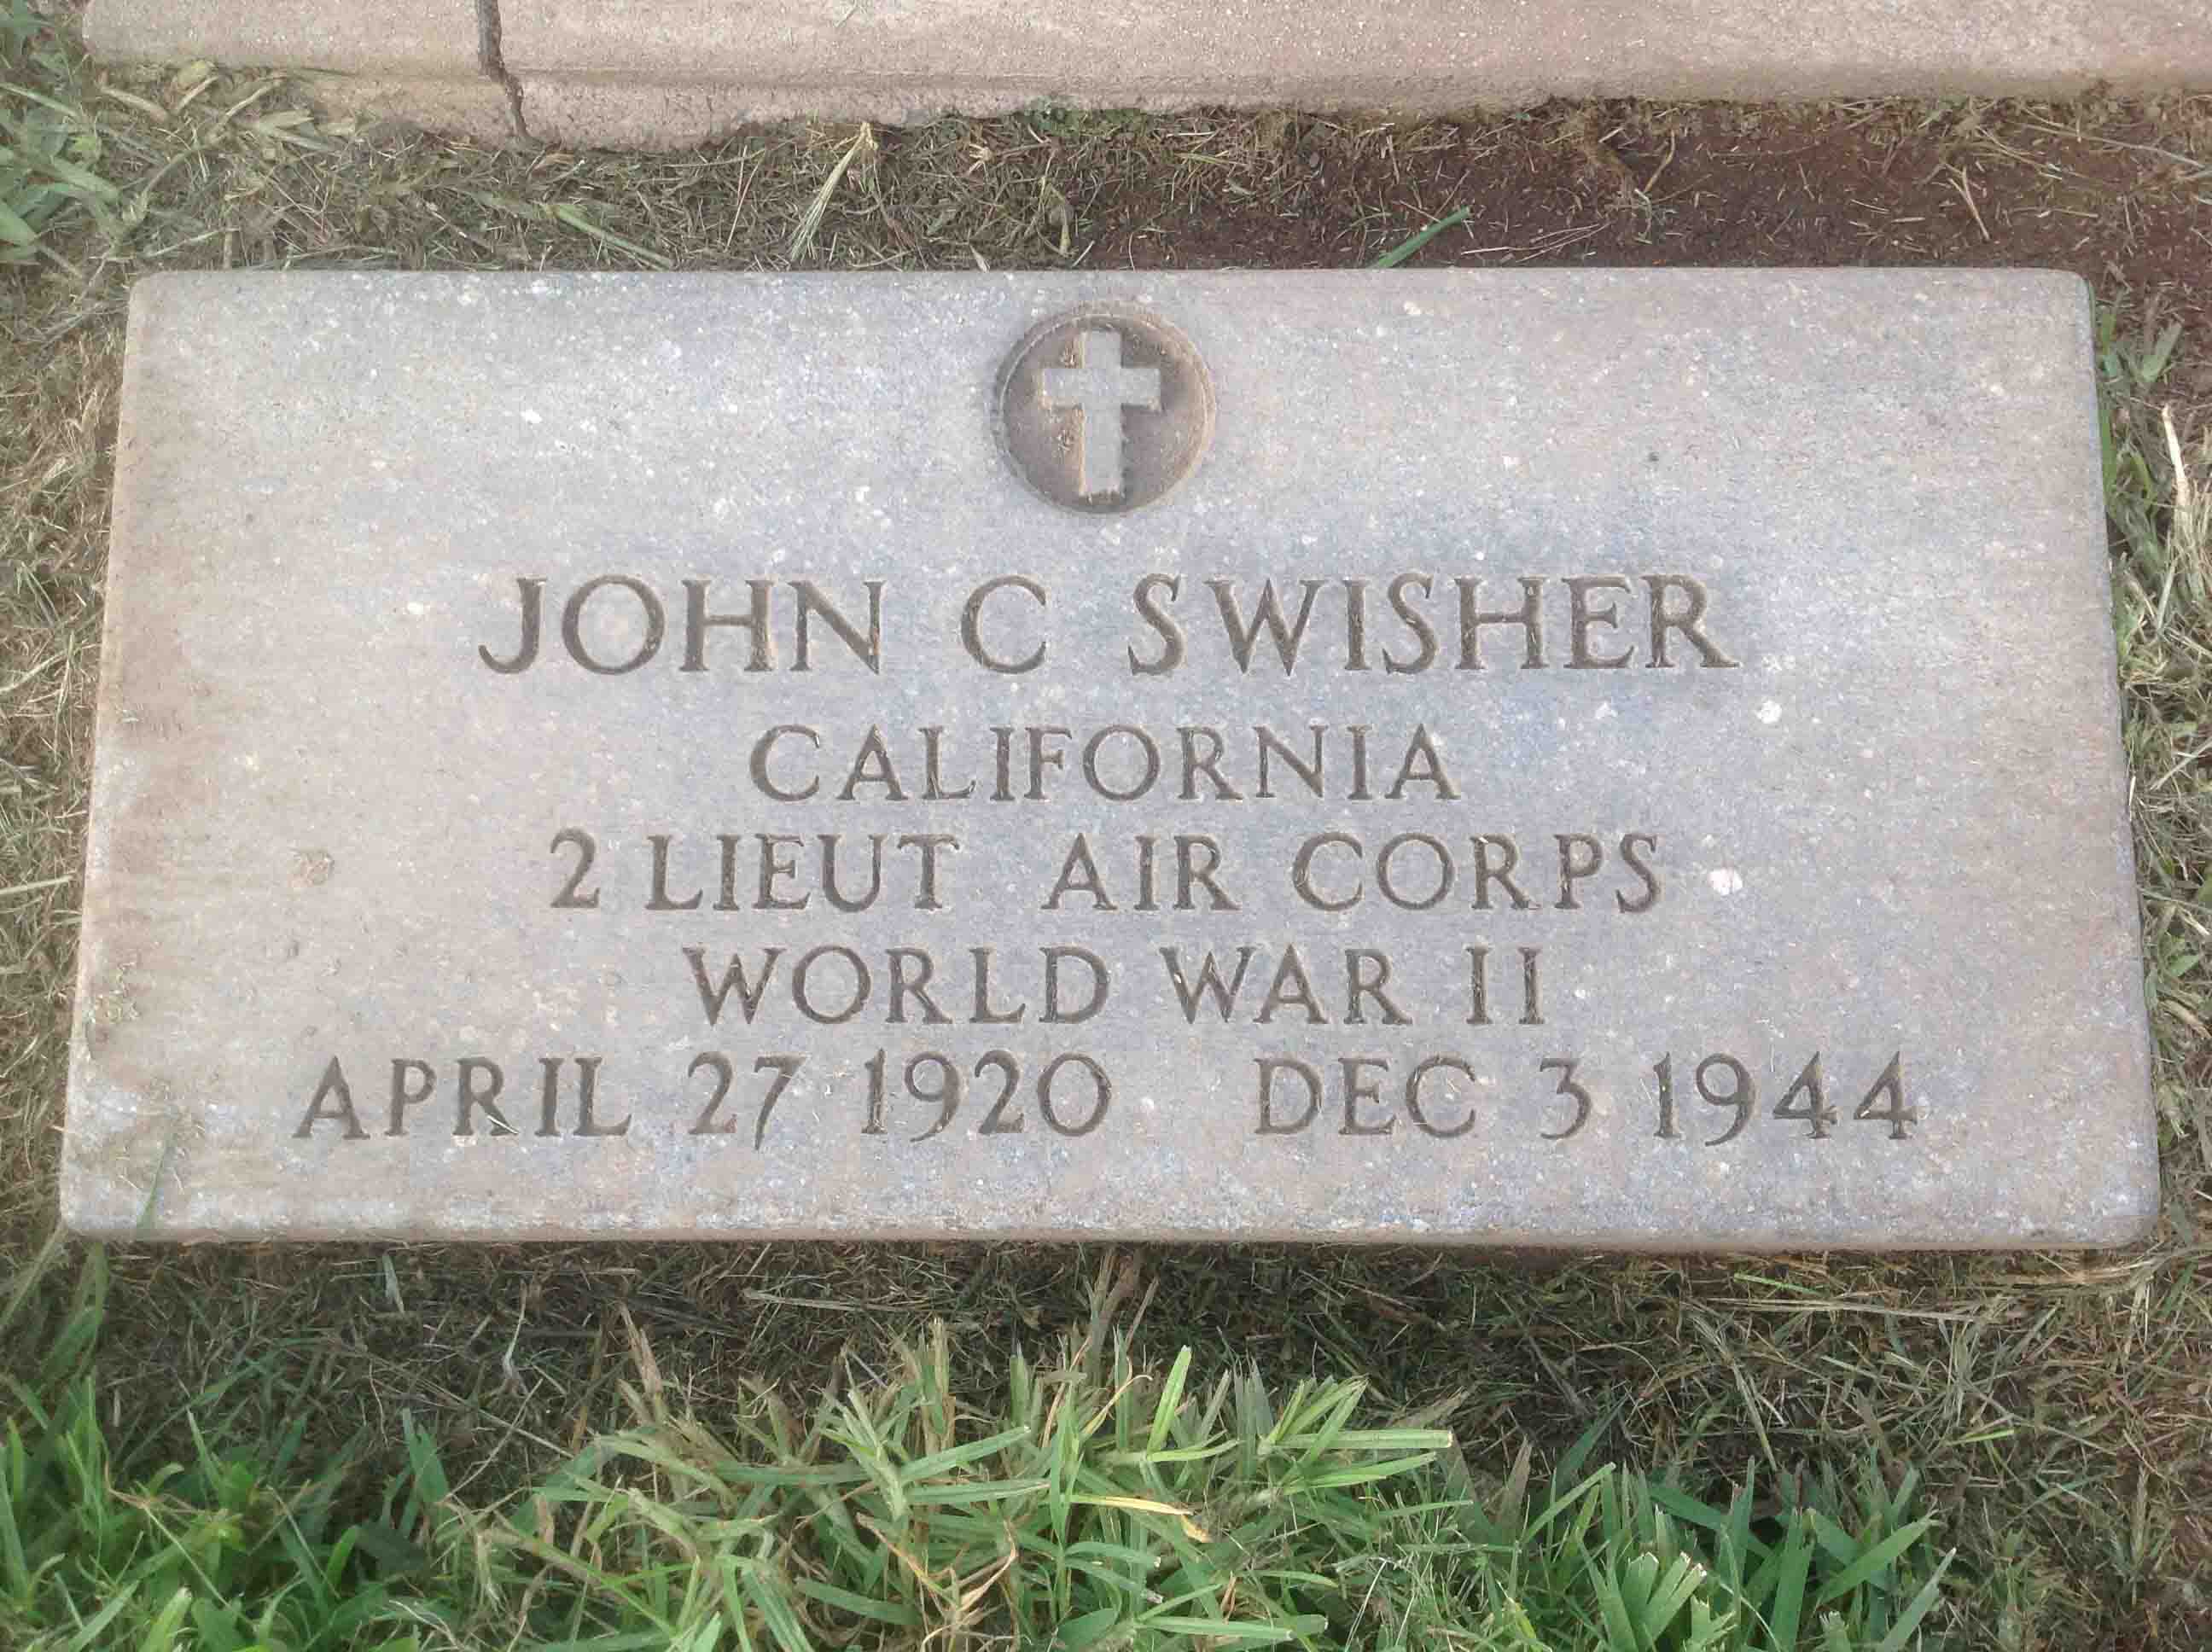 JOHN C SWISHER
CALIFORNIA
2 LIEUT AIR CORPS
WORLD WAR II
APRIL 27 1920 DEC 3 1944